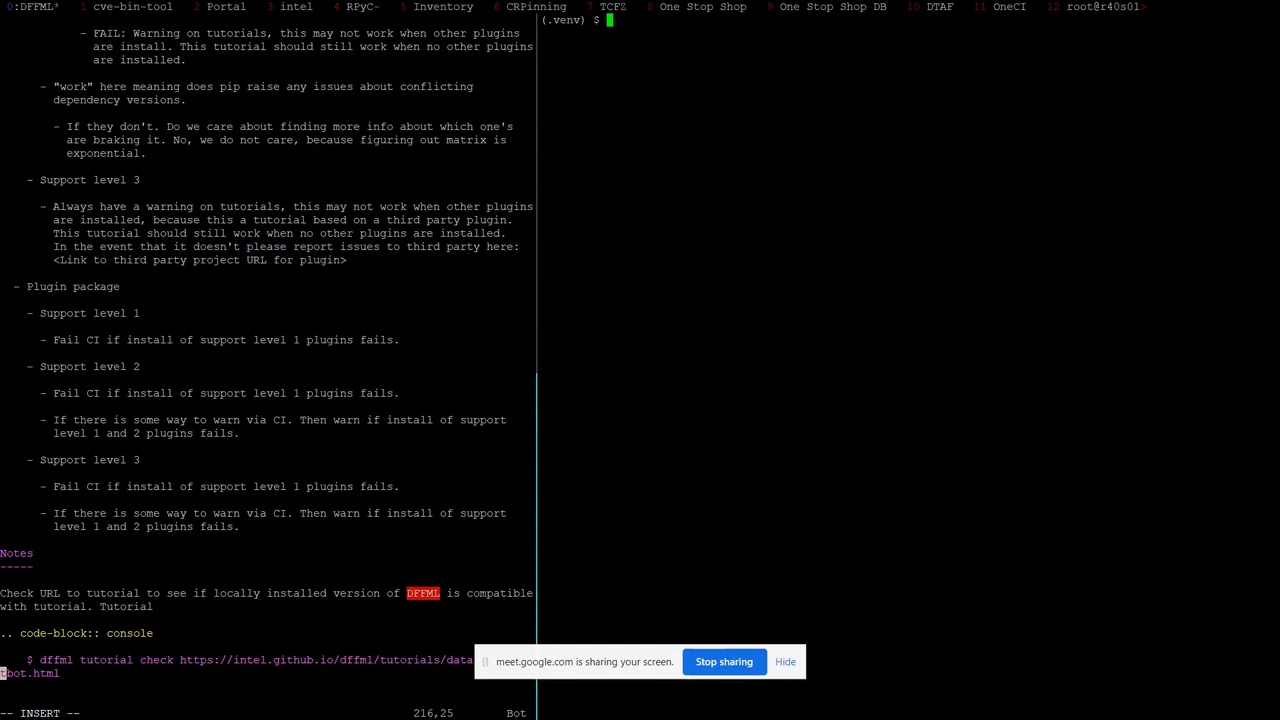 0:DFFML* 1 cve-bin-tool 2 Portal 3 intel 4 RPyC- 5 Inventory 6 CRPinning 7 TCFZ 8 One Stop Shop 9 One Stop Shop DB 10 DTAF 11 OneCI 12 root@r40s01>
(.venv) $
- FAIL: Warning on tutorials, this may not work when other plugins
are install. This tutorial should still work when no other plugins
are installed.
- "work" here meaning does pip raise any issues about conflicting
dependency versions.
- If they don't. Do we care about finding more info about which one's
are braking it. No, we do not care, because figuring out matrix is
exponential.
- Support level 3
- Always have a warning on tutorials, this may not work when other plugins
are installed, because this a tutorial based on a third party plugin.
This tutorial should still work when no other plugins are installed.
In the event that it doesn't please report issues to third party here:
<Link to third party project URL for plugin>
- Plugin package
- Support level 1
- Fail CI if install of support level 1 plugins fails.
- Support level 2
- Fail CI if install of support level 1 plugins fails.
- If there is some way to warn via CI. Then warn if install of support
level 1 and 2 plugins fails.
- Support level 3
- Fail CI if install of support level 1 plugins fails.
- If there is some way to warn via CI. Then warn if install of support
level 1 and 2 plugins fails.
Notes
-----
Check URL to tutorial to see if locally installed version of DFFML is compatible
with tutorial. Tutorial
.. code-block:: console
$ dffml tutorial check https://intel.github.io/dffml/tutorials/data
tbot.html
-- INSERT -- 216,25 Bot
meet.google.com is sharing your screen. Stop sharing Hide